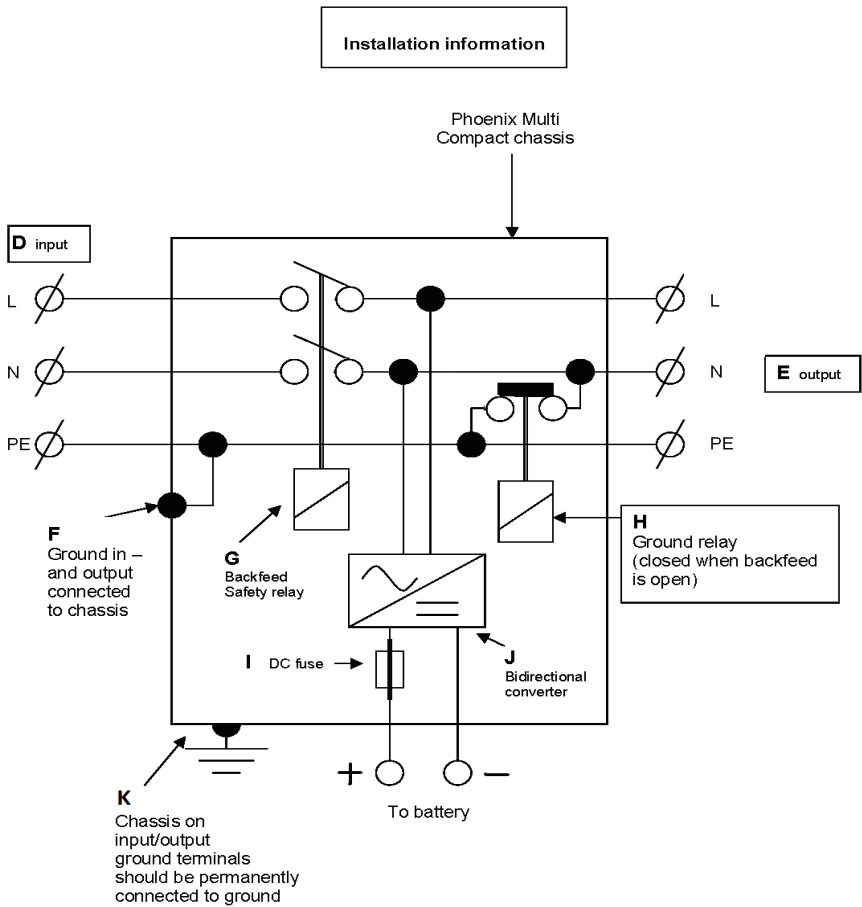 Installation information
Phoenix Multi
Compact chassis
D input
L
L
N
N
E output
PE
PE
F
Ground in –
and output
connected
to chassis
G
Backfeed
Safety relay
H
Ground relay
(closed when backfeed
is open)
I DC fuse
J
Bidirectional
converter
+
–
To battery
K
Chassis on
input/output
ground terminals
should be permanently
connected to ground